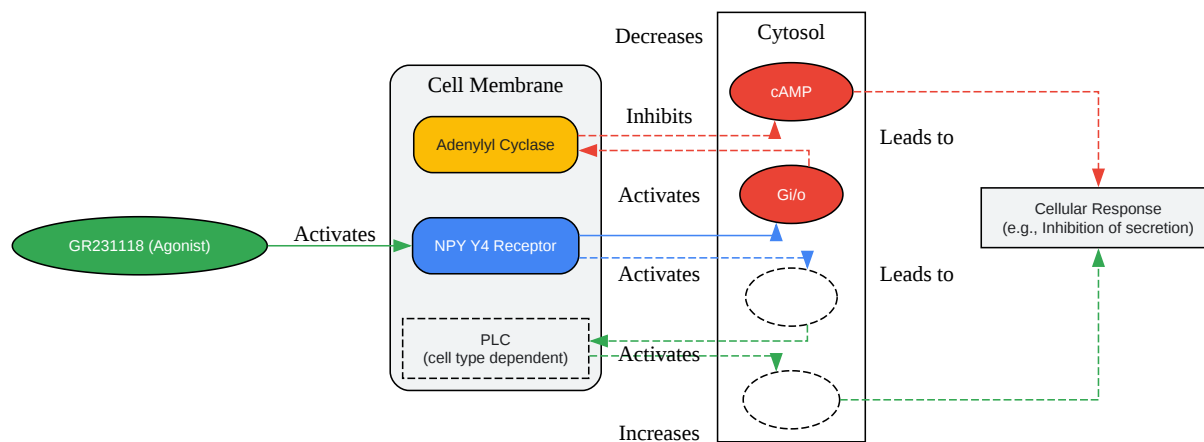 Decreases
Cytosol
Cell Membrane
cAMP
Inhibits
Adenylyl Cyclase
Leads to
Activates
Gi/o
Cellular Response
(e.g., Inhibition of secretion)
GR231118 (Agonist)
Activates
NPY Y4 Receptor
Activates
Leads to
PLC
(cell type dependent)
Activates
Increases